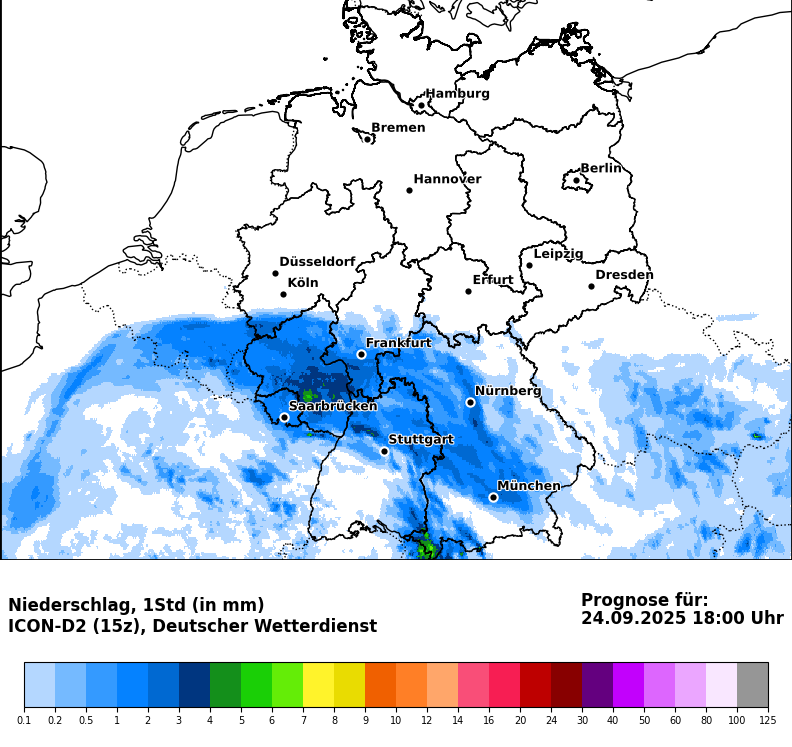 Hamburg
Bremen
Berlin
Hannover
Leipzig
Düsseldorf
Dresden
Erfurt
Köln
Frankfurt
Nürnberg
Saarbrücken
Stuttgart
München
Niederschlag, 1Std (in mm)
ICON-D2 (15z), Deutscher Wetterdienst
Prognose für:
24.09.2025 18:00 Uhr
0.1 0.2 0.5 1 2 3 4 5 6 7 8 9 10 12 14 16 20 24 30 40 50 60 80 100 125